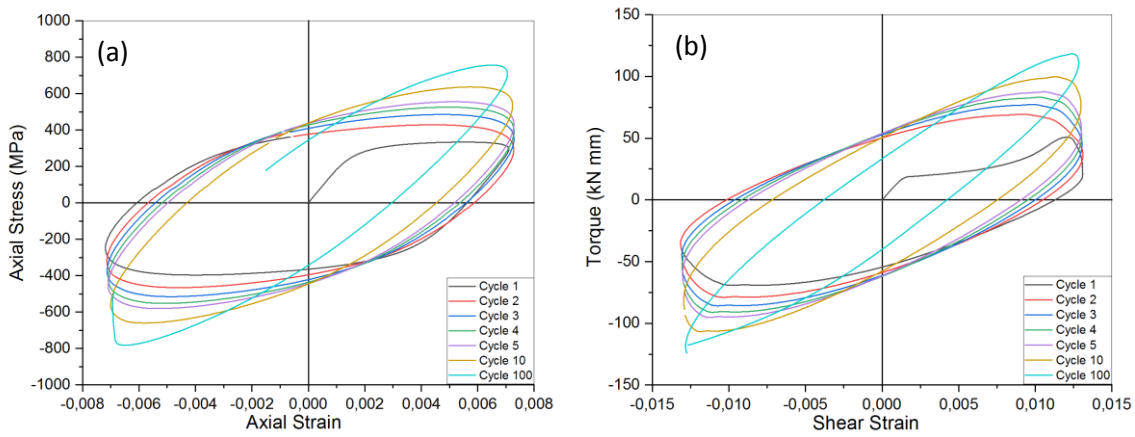 (a)
1000
800
600
400
200
0
-200
-400
-600
-800
-1000
Axial Stress (MPa)
-0,008 -0,006 -0,004 -0,002 0,000 0,002 0,004 0,006 0,008
Axial Strain
Cycle 1
Cycle 2
Cycle 3
Cycle 4
Cycle 5
Cycle 10
Cycle 100
(b)
150
100
50
0
-50
-100
-150
Torque (kN mm)
-0,015 -0,010 -0,005 0,000 0,005 0,010 0,015
Shear Strain
Cycle 1
Cycle 2
Cycle 3
Cycle 4
Cycle 5
Cycle 10
Cycle 100